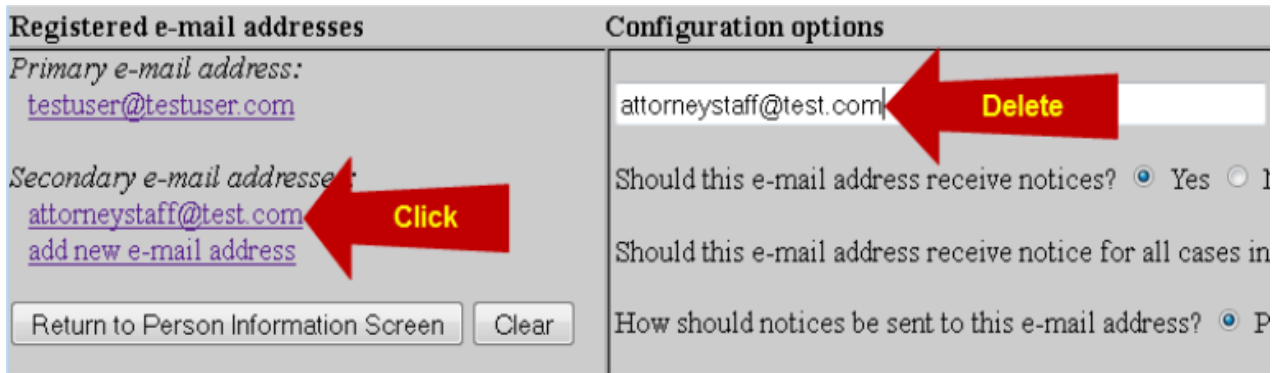 Registered e-mail addresses
Primary e-mail address:
testuser@testuser.com
Secondary e-mail addresses:
attorneystaff@test.com
Click
add new e-mail address
Return to Person Information Screen
Clear
Configuration options
attorneystaff@test.com
Delete
Should this e-mail address receive notices? Yes
Should this e-mail address receive notice for all cases in
How should notices be sent to this e-mail address? P